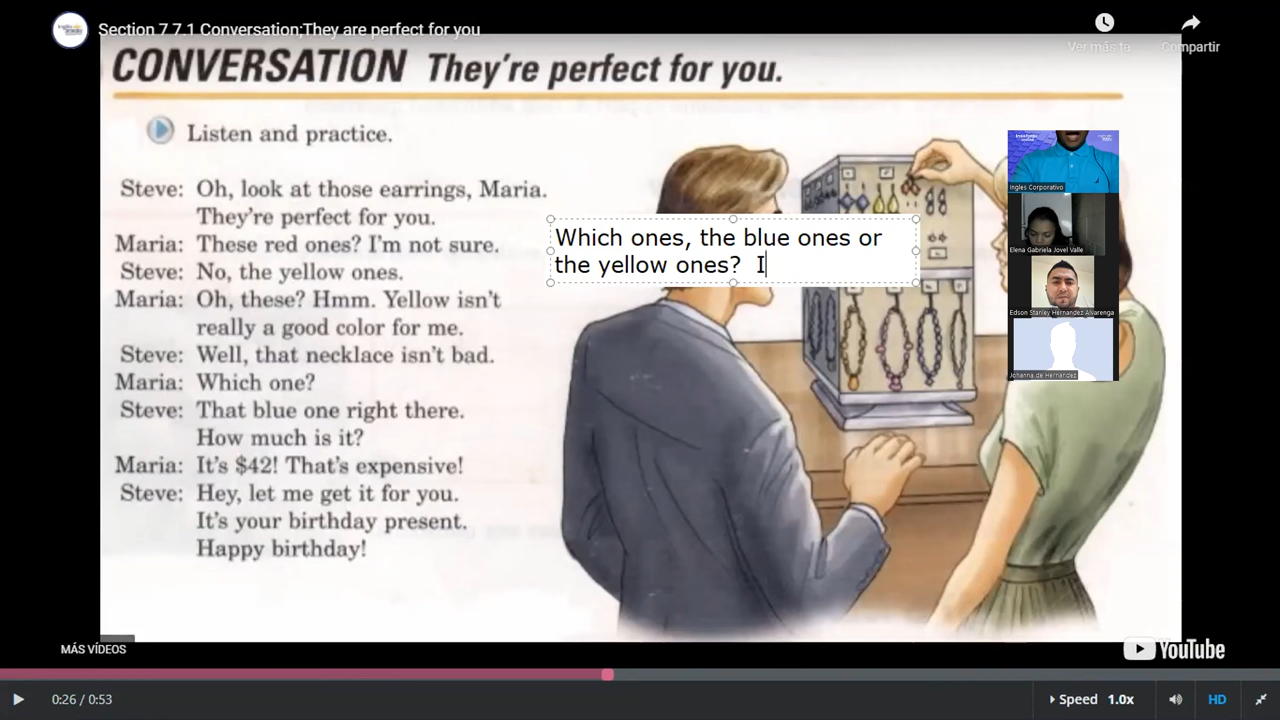 Section 7.7.1 Conversation;They are perfect for you
Ver más ta
Compartir
CONVERSATION They're perfect for you.
Listen and practice.
Steve: Oh, look at those earrings, Maria.
They're perfect for you.
Maria: These red ones? I'm not sure.
Steve: No, the yellow ones.
Maria: Oh, these? Hmm. Yellow isn't
really a good color for me.
Steve: Well, that necklace isn't bad.
Maria: Which one?
Steve: That blue one right there.
How much is it?
Maria: It's $42! That's expensive!
Steve: Hey, let me get it for you.
It's your birthday present.
Happy birthday!
Which ones, the blue ones or
the yellow ones? I
Ingles Corporativo
Elena Gabriela Jovel Valle
Edson Stanley Hernandez Alvarenga
Johanna de Hernandez
MÁS VÍDEOS
YouTube
0:26 / 0:53
Speed 1.0x
HD